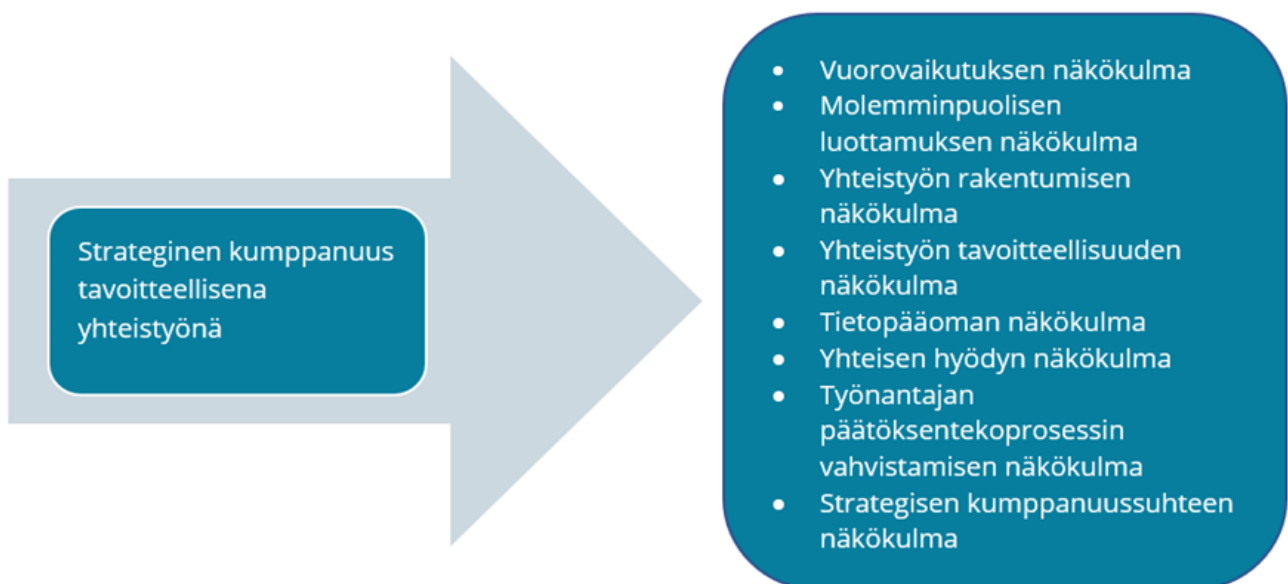 Strateginen kumppanuus
tavoitteellisena
yhteistyönä
• Vuorovaikutuksen näkökulma
• Molemminpuolisen
luottamuksen näkökulma
• Yhteistyön rakentumisen
näkökulma
• Yhteistyön tavoitteellisuuden
näkökulma
• Tietopääoman näkökulma
• Yhteisen hyödyn näkökulma
• Työnantajan
päätöksentekoprosessin
vahvistamisen näkökulma
• Strategisen kumppanuussuhteen
näkökulma